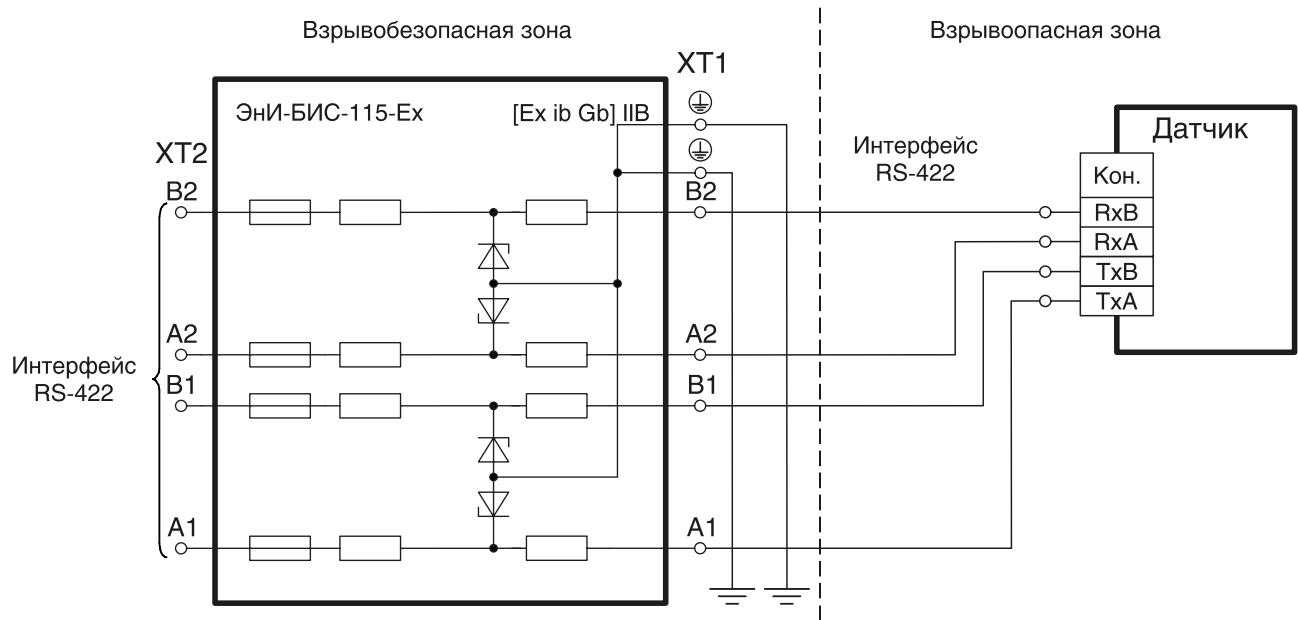 Взрывобезопасная зона
Взрывоопасная зона
XT1
ЭнИ-БИС-115-Ex
[Ex ib Gb] IIB
Датчик
Интерфейс
RS-422
XT2
Кон.
B2
B2
RxB
RxA
TxB
TxA
A2
A2
Интерфейс
RS-422
B1
B1
A1
A1